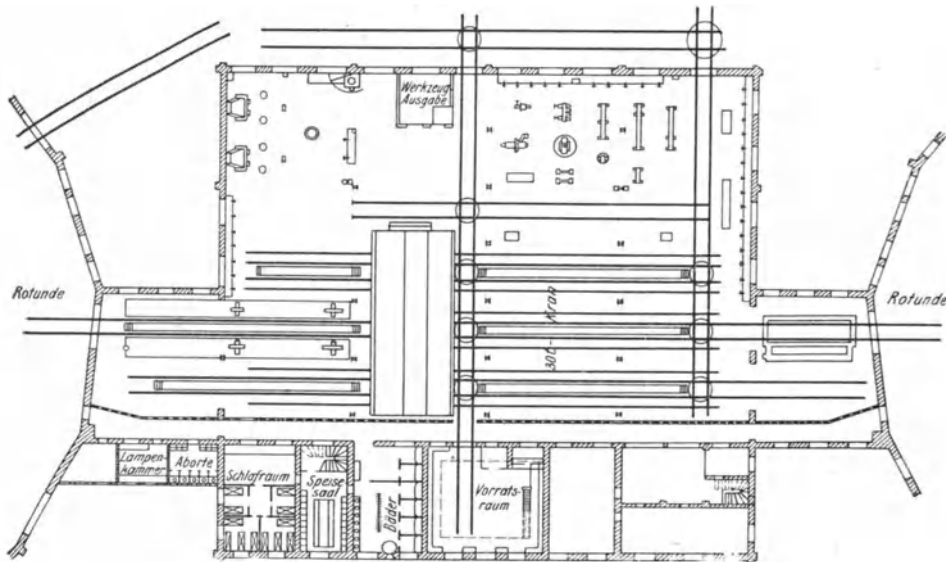 Werkzeug-
Ausgabe
Rotunde
Rotunde
30t-Kran
Lampen-
kammer
Aborte
Schlafraum
Speise
saal
Bäder
Vorrats-
raum